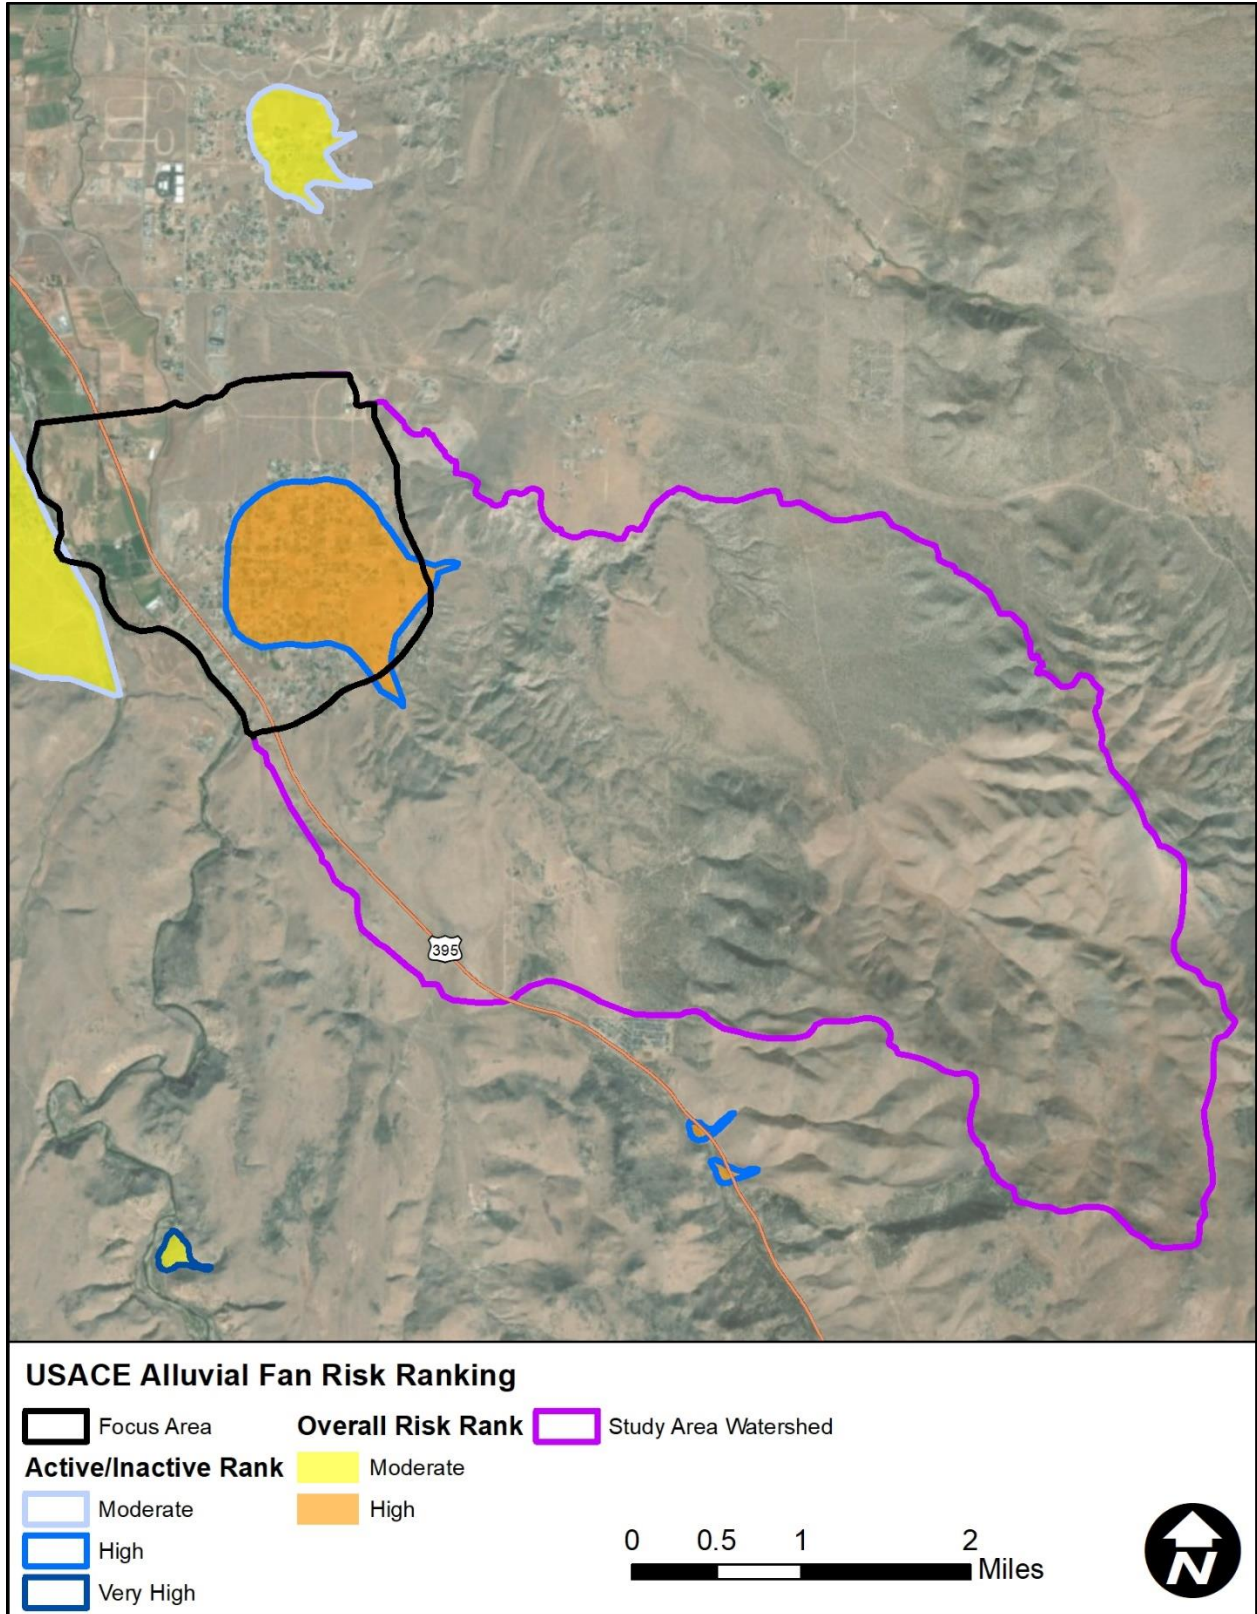 395
USACE Alluvial Fan Risk Ranking
Focus Area
Overall Risk Rank
Study Area Watershed
Active/Inactive Rank
Moderate
Moderate
High
High
Very High
0 0.5 1 2
Miles
N